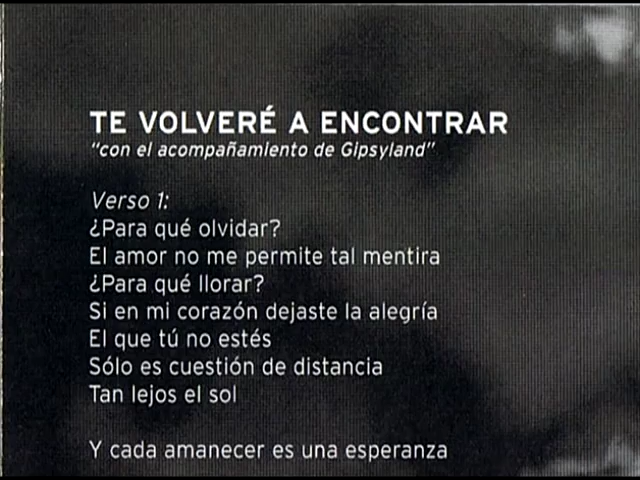 TE VOLVERÉ A ENCONTRAR
"con el acompañamiento de Gipsyland"
Verso 1:
¿Para qué olvidar?
El amor no me permite tal mentira
¿Para qué llorar?
Si en mi corazón dejaste la alegría
El que tú no estés
Sólo es cuestión de distancia
Tan lejos el sol
Y cada amanecer es una esperanza